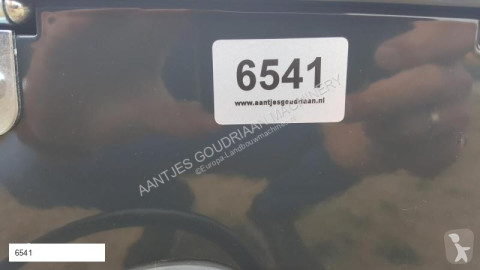 6541
www.aantjesgoudriaan.nl
AANTJES GOUDRIAAN MACHINERY
©Europa-Landbouwmachines
6541